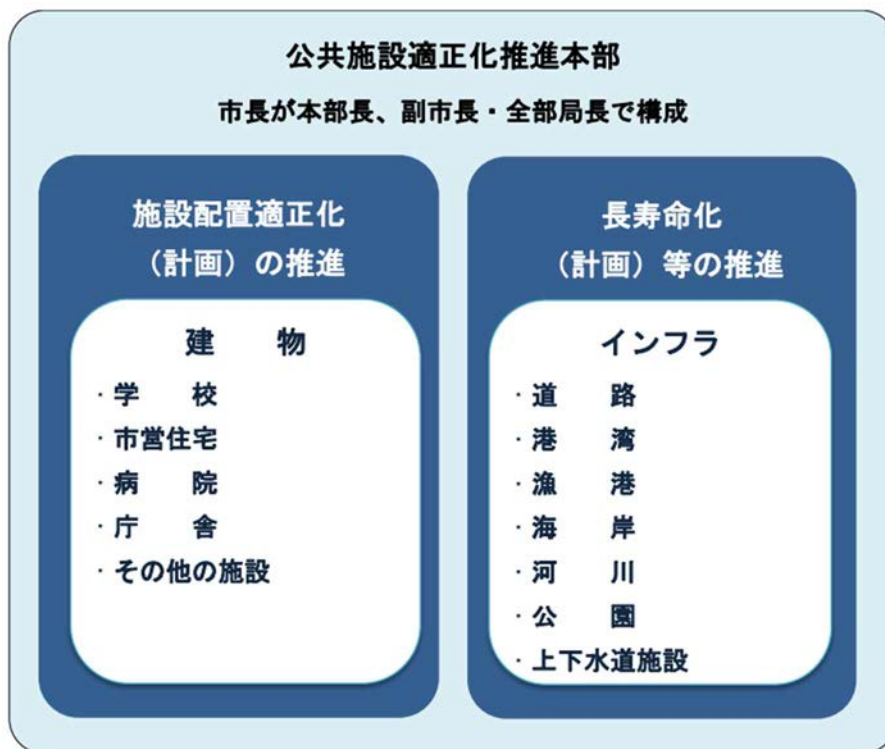 公共施設適正化推進本部
市長が本部長、副市長・全部局長で構成
施設配置適正化
（計画）の推進
建　　物
・学　　校
・市営住宅
・病　　院
・庁　　舎
・その他の施設
長寿命化
（計画）等の推進
インフラ
・道　　路
・港　　湾
・漁　　港
・海　　岸
・河　　川
・公　　園
・上下水道施設